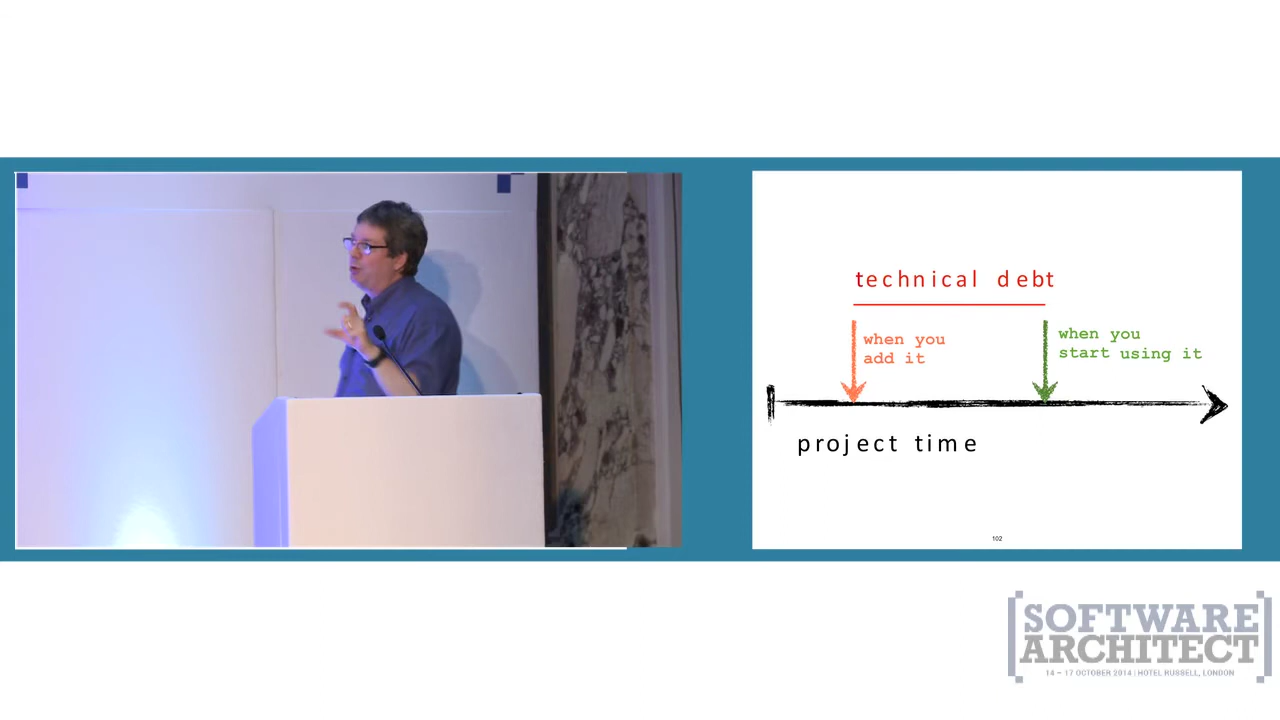 technical debt
when you
add it
when you
start using it
project time
102
[SOFTWARE
ARCHITECT]
14 – 17 OCTOBER 2014 | HOTEL RUSSELL, LONDON